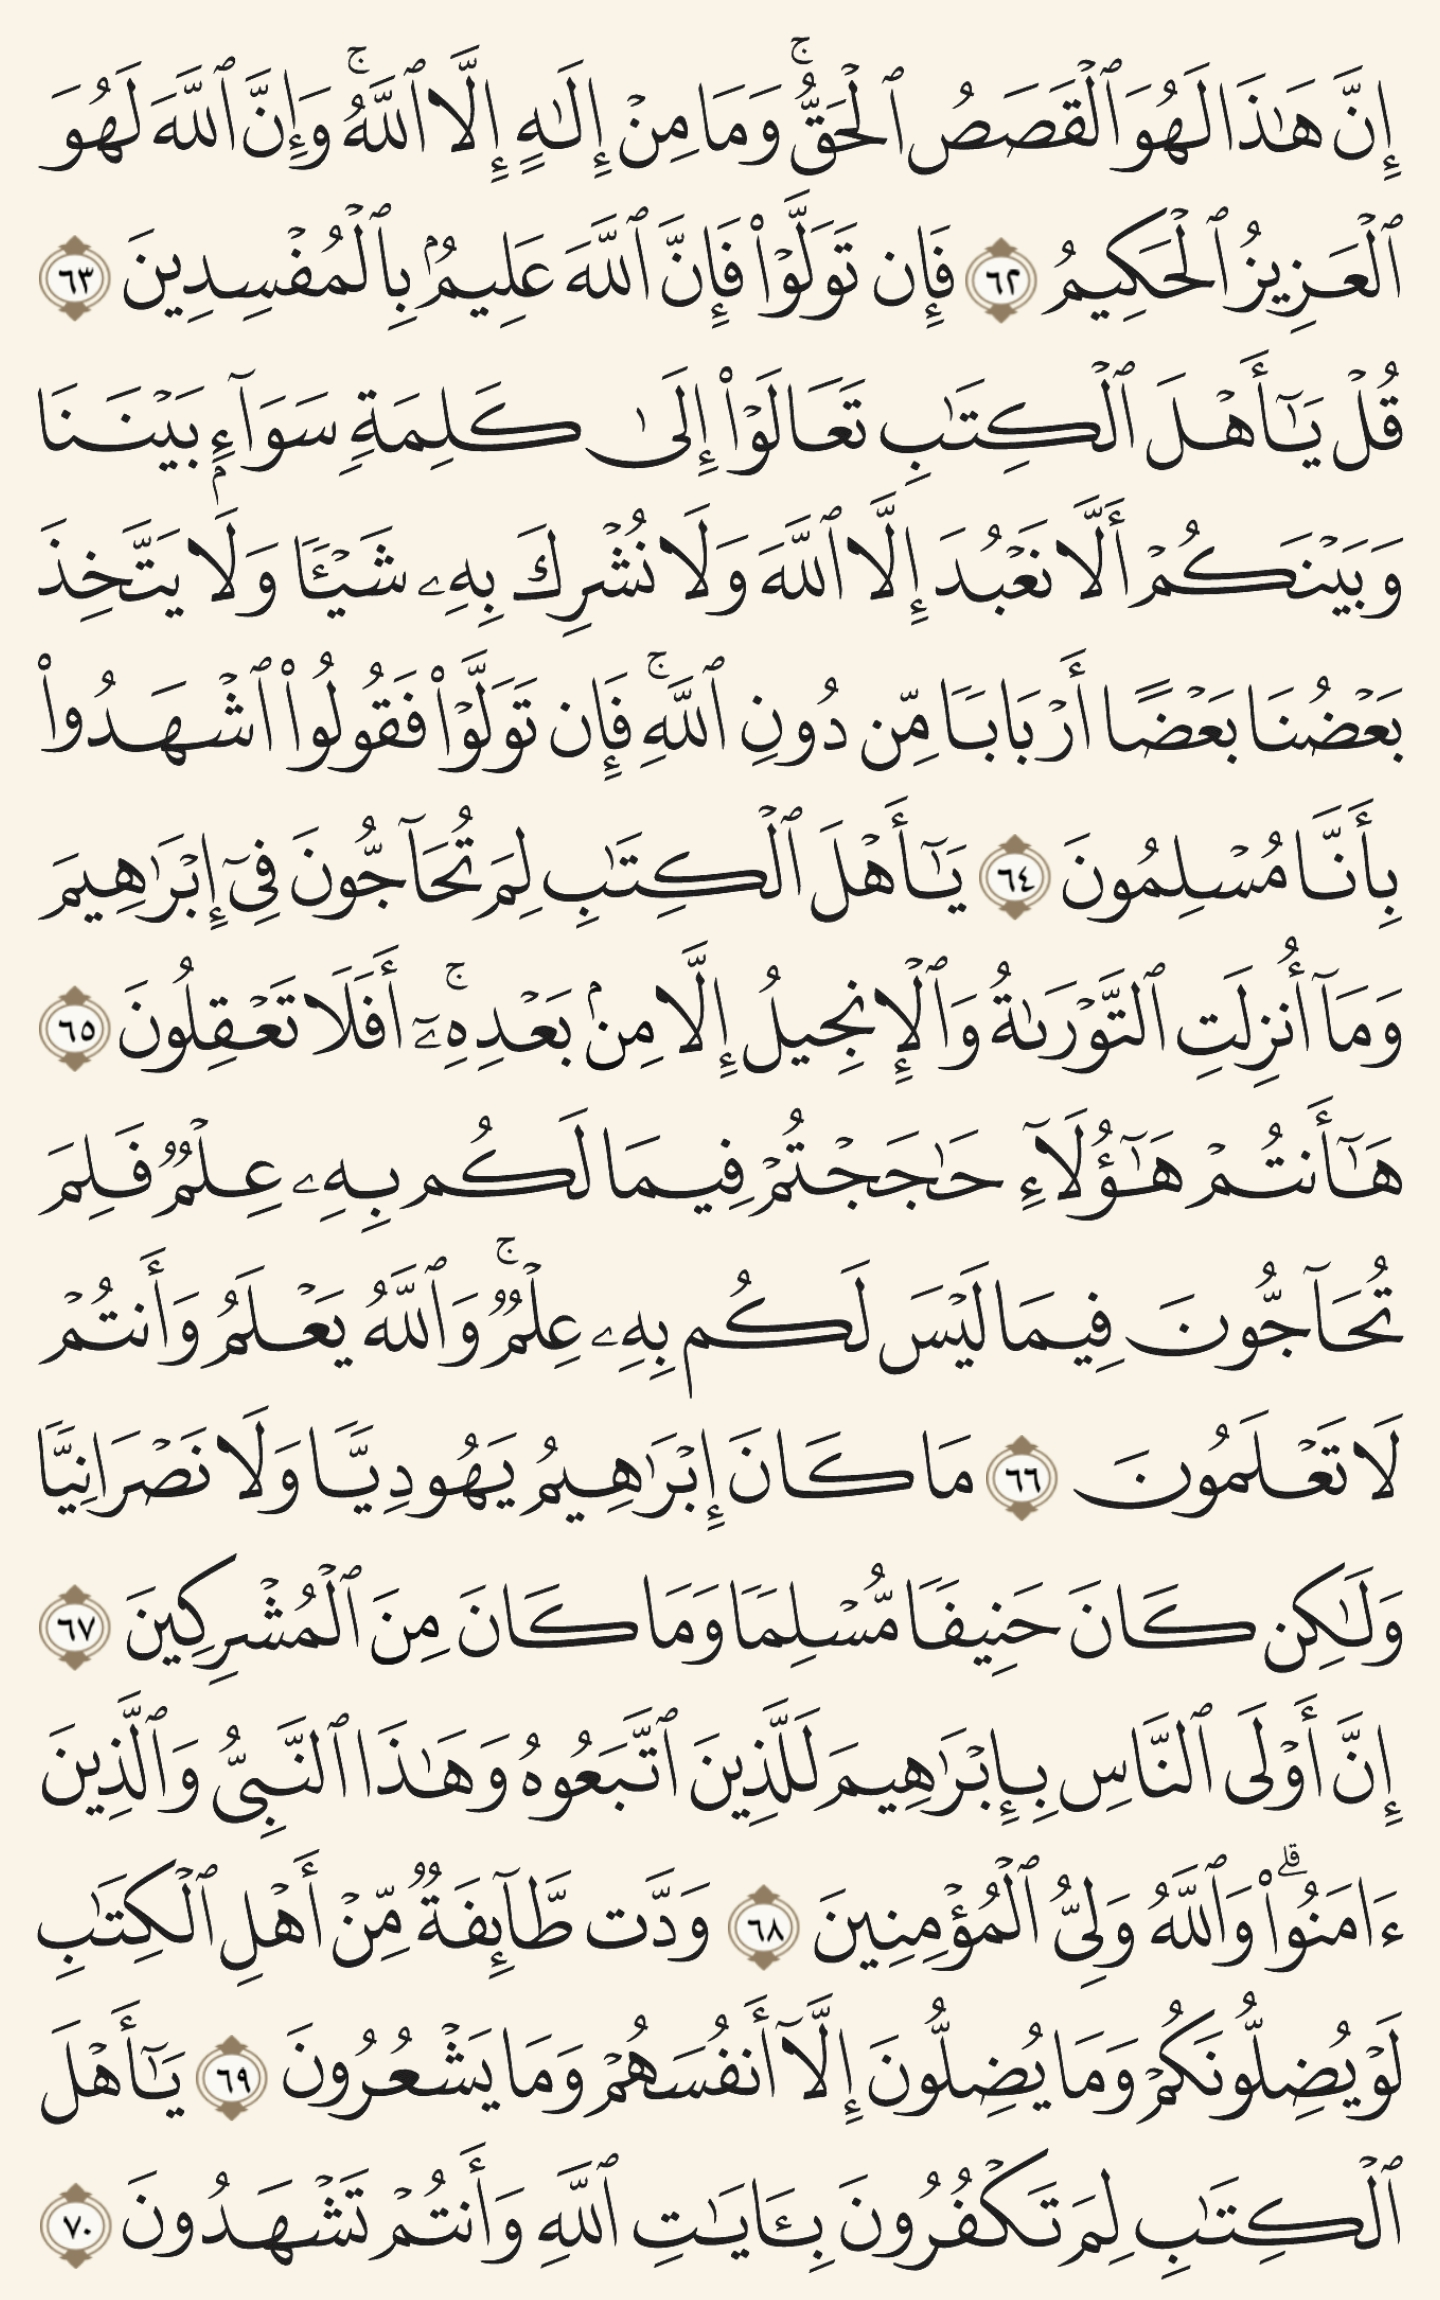 إِنَّ هَٰذَا لَهُوَ ٱلۡقَصَصُ ٱلۡحَقُّۚ وَمَا مِنۡ إِلَٰهٍ إِلَّا ٱللَّهُۚ وَإِنَّ ٱللَّهَ لَهُوَ
ٱلۡعَزِيزُ ٱلۡحَكِيمُ ٦٢ فَإِن تَوَلَّوۡاْ فَإِنَّ ٱللَّهَ عَلِيمُۢ بِٱلۡمُفۡسِدِينَ ٦٣
قُلۡ يَٰٓأَهۡلَ ٱلۡكِتَٰبِ تَعَالَوۡاْ إِلَىٰ كَلِمَةٖ سَوَآءِۭ بَيۡنَنَا
وَبَيۡنَكُمۡ أَلَّا نَعۡبُدَ إِلَّا ٱللَّهَ وَلَا نُشۡرِكَ بِهِۦ شَيۡـٔٗا وَلَا يَتَّخِذَ
بَعۡضُنَا بَعۡضًا أَرۡبَابٗا مِّن دُونِ ٱللَّهِۚ فَإِن تَوَلَّوۡاْ فَقُولُواْ ٱشۡهَدُواْ
بِأَنَّا مُسۡلِمُونَ ٦٤ يَٰٓأَهۡلَ ٱلۡكِتَٰبِ لِمَ تُحَآجُّونَ فِيٓ إِبۡرَٰهِيمَ
وَمَآ أُنزِلَتِ ٱلتَّوۡرَىٰةُ وَٱلۡإِنجِيلُ إِلَّا مِنۢ بَعۡدِهِۦٓۚ أَفَلَا تَعۡقِلُونَ ٦٥
هَٰٓأَنتُمۡ هَٰٓؤُلَآءِ حَٰجَجۡتُمۡ فِيمَا لَكُم بِهِۦ عِلۡمٞ فَلِمَ
تُحَآجُّونَ فِيمَا لَيۡسَ لَكُم بِهِۦ عِلۡمٞۚ وَٱللَّهُ يَعۡلَمُ وَأَنتُمۡ
لَا تَعۡلَمُونَ ٦٦ مَا كَانَ إِبۡرَٰهِيمُ يَهُودِيّٗا وَلَا نَصۡرَانِيّٗا
وَلَٰكِن كَانَ حَنِيفٗا مُّسۡلِمٗا وَمَا كَانَ مِنَ ٱلۡمُشۡرِكِينَ ٦٧
إِنَّ أَوۡلَى ٱلنَّاسِ بِإِبۡرَٰهِيمَ لَلَّذِينَ ٱتَّبَعُوهُ وَهَٰذَا ٱلنَّبِيُّ وَٱلَّذِينَ
ءَامَنُواْۗ وَٱللَّهُ وَلِيُّ ٱلۡمُؤۡمِنِينَ ٦٨ وَدَّت طَّآئِفَةٞ مِّنۡ أَهۡلِ ٱلۡكِتَٰبِ
لَوۡ يُضِلُّونَكُمۡ وَمَا يُضِلُّونَ إِلَّآ أَنفُسَهُمۡ وَمَا يَشۡعُرُونَ ٦٩ يَٰٓأَهۡلَ
ٱلۡكِتَٰبِ لِمَ تَكۡفُرُونَ بِـَٔايَٰتِ ٱللَّهِ وَأَنتُمۡ تَشۡهَدُونَ ٧٠